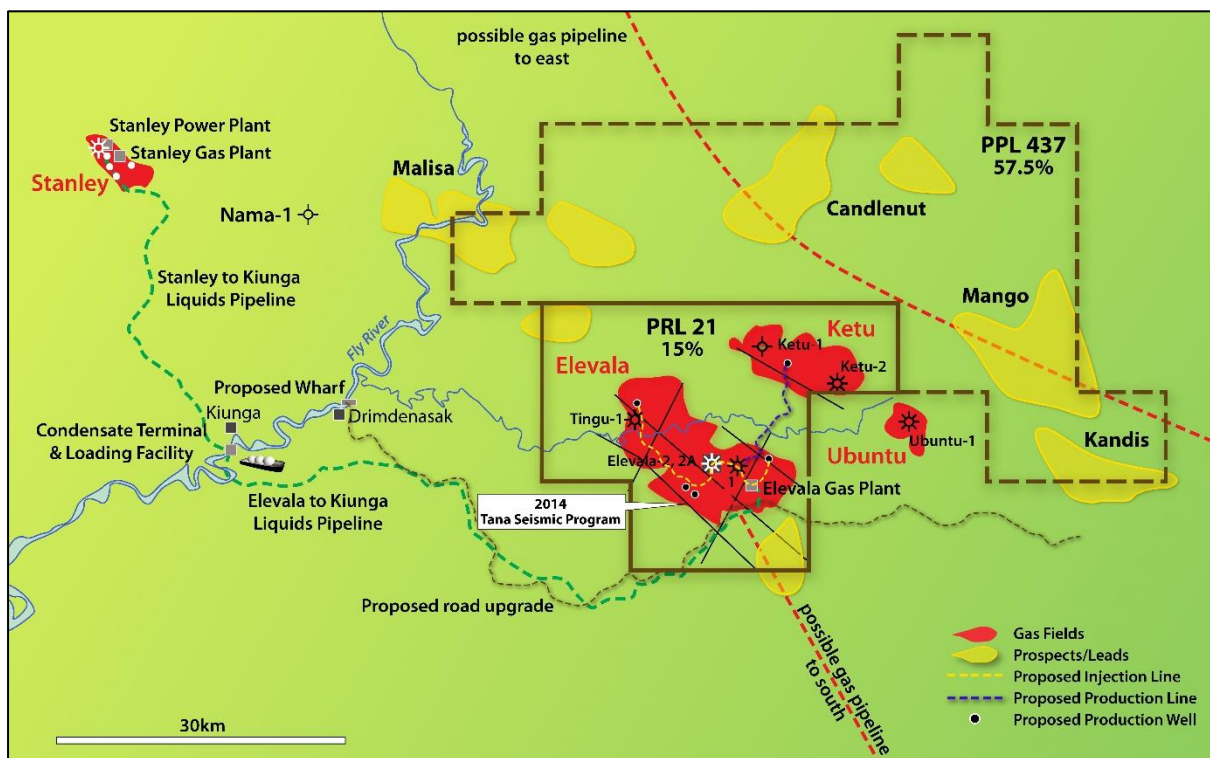 possible gas pipeline
to east
Stanley Power Plant
Stanley Gas Plant
Stanley
Malisa
PPL 437
57.5%
Nama-1
Candlenut
Stanley to Kiunga
Liquids Pipeline
Mango
Fly River
PRL 21
15%
Ketu
Ketu-1
Ketu-2
Elevala
Proposed Wharf
Kiunga
Drimdenasak
Tingu-1
Ubuntu-1
Ubuntu
Kandis
Condensate Termina
& Loading Facility
Elevala-2, 2A
1
Elevala Gas Plant
Elevala to Kiunga
Liquids Pipeline
2014
Tana Seismic Program
Proposed road upgrade
possible gas pipeline
to south
Gas Fields
Prospects/Leads
Proposed Injection Line
Proposed Production Line
Proposed Production Well
30km